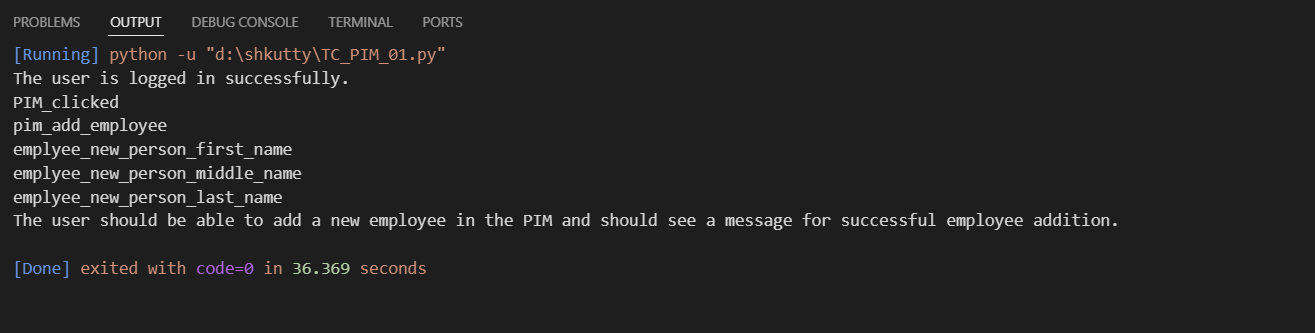 PROBLEMS OUTPUT DEBUG CONSOLE TERMINAL PORTS
[Running] python -u "d:\shkutty\TC_PIM_01.py"
The user is logged in successfully.
PIM_clicked
pim_add_employee
emplyee_new_person_first_name
emplyee_new_person_middle_name
emplyee_new_person_last_name
The user should be able to add a new employee in the PIM and should see a message for successful employee addition.
[Done] exited with code=0 in 36.369 seconds